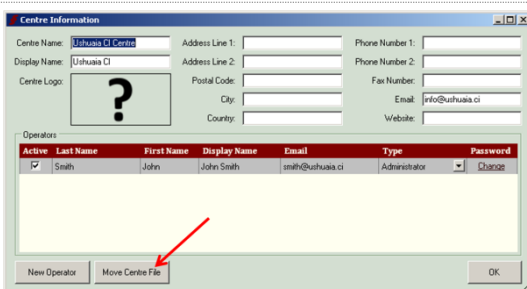 Centre Information
Centre Name: Ushuaia CI Centre Address Line 1: Phone Number 1:
Display Name: Ushuaia CI Address Line 2: Phone Number 2:
Centre Logo: ? Postal Code: Fax Number:
City: Email: info@ushuaia.ci
Country: Website:
Operators
Active Last Name First Name Display Name Email Type Password
Smith John John Smith smith@ushuaia.ci Administrator Change
New Operator Move Centre File OK